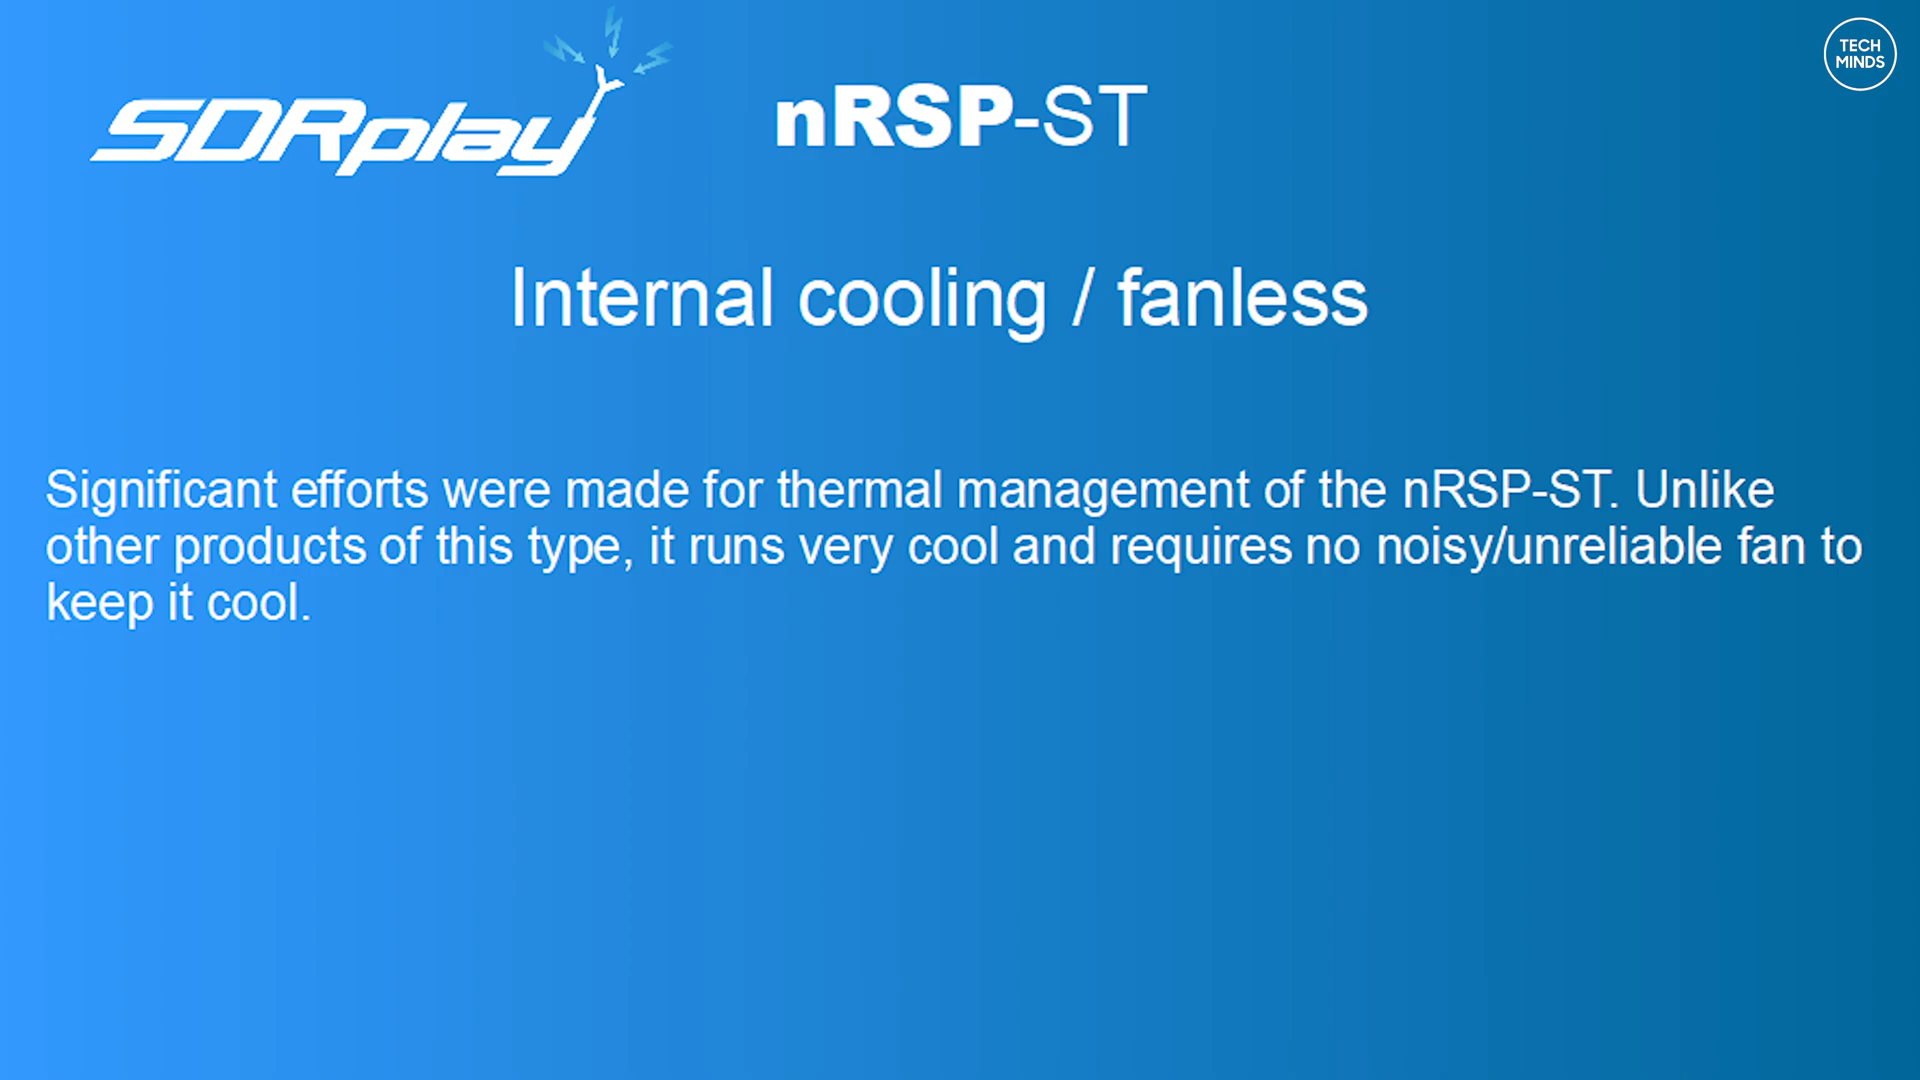 SDRplay
nRSP-ST
TECH
MINDS
Internal cooling / fanless
Significant efforts were made for thermal management of the nRSP-ST. Unlike
other products of this type, it runs very cool and requires no noisy/unreliable fan to
keep it cool.